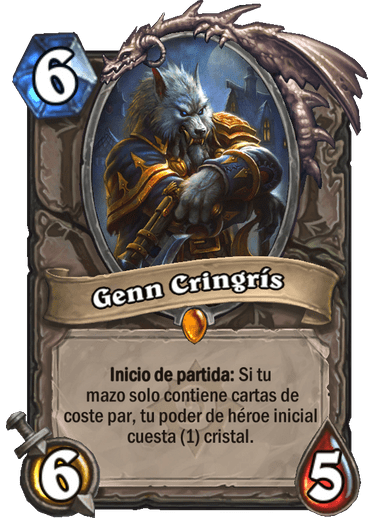 6
Genn Cringrís
Inicio de partida: Si tu
mazo solo contiene cartas de
coste par, tu poder de héroe inicial
cuesta (1) cristal.
6
5